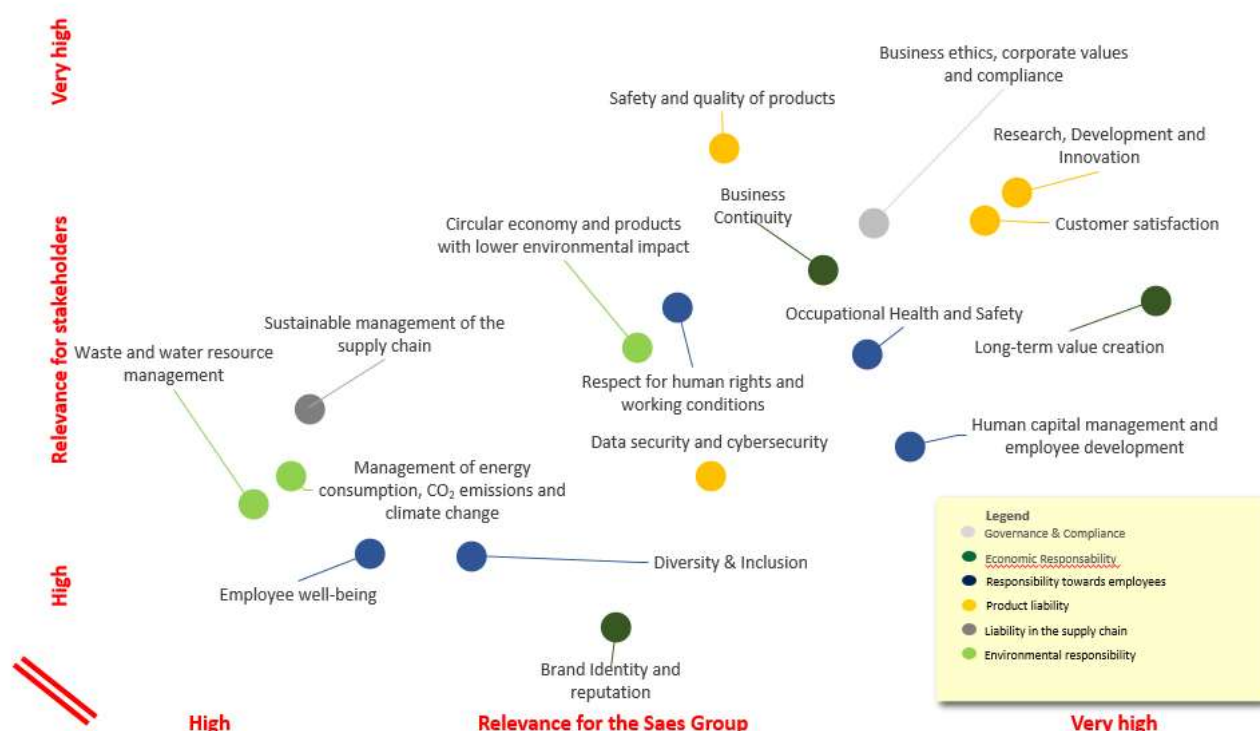 Very high
Relevance for stakeholders
High
Business ethics, corporate values
and compliance
Safety and quality of products
Research, Development and
Innovation
Business
Continuity
Circular economy and products
with lower environmental impact
Customer satisfaction
Occupational Health and Safety
Sustainable management of the
supply chain
Long-term value creation
Waste and water resource
management
Respect for human rights and
working conditions
Human capital management and
employee development
Data security and cybersecurity
Management of energy
consumption, CO₂ emissions and
climate change
Diversity & Inclusion
Employee well-being
Brand Identity and
reputation
Legend
Governance & Compliance
Economic Responsability
Responsibility towards employees
Product liability
Liability in the supply chain
Environmental responsibility
High
Relevance for the Saes Group
Very high